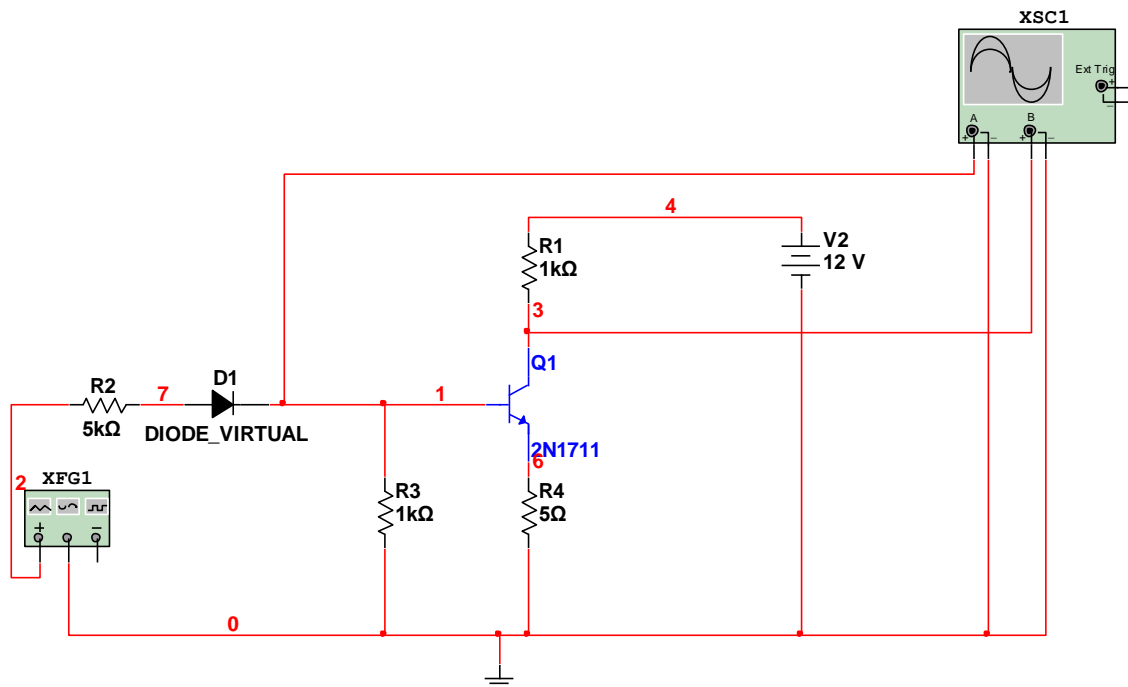 XSC1
Ext Trig
+
_
A
B
+
_
+
_
4
R1
1kΩ
V2
12 V
3
Q1
R2
5kΩ
7
D1
DIODE_VIRTUAL
1
2N1711
6
XFG1
2
R3
1kΩ
R4
5Ω
0